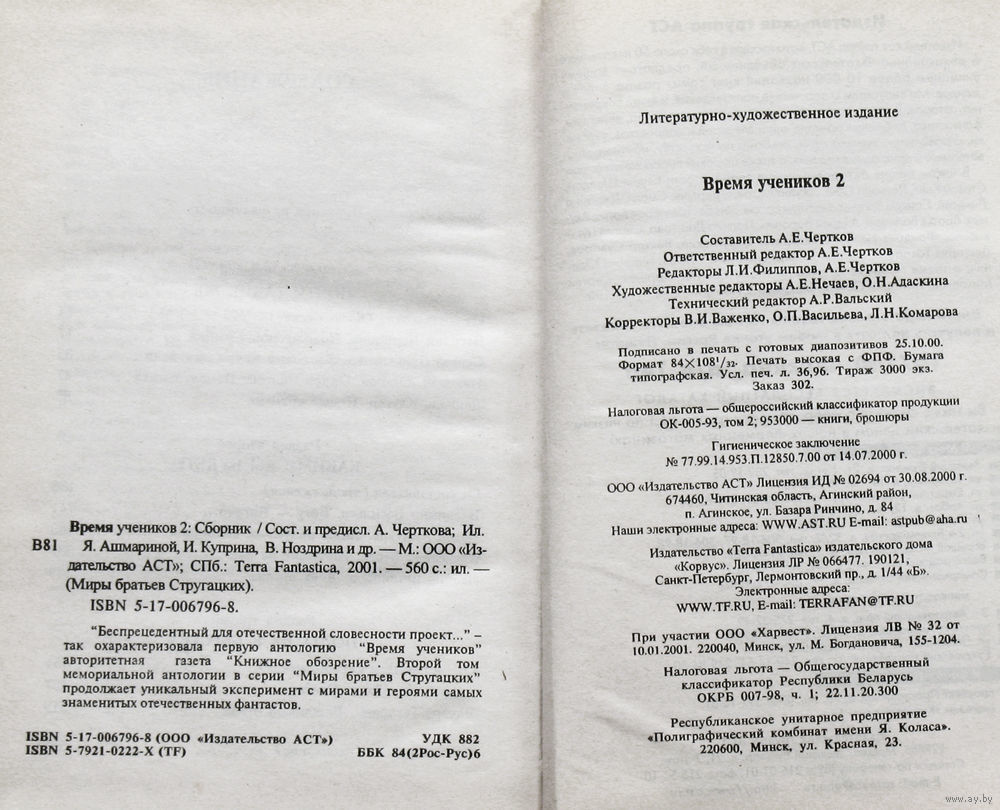 Время учеников 2: Сборник / Сост. и предисл. А. Черткова; Ил.
В81 Я. Ашмариной, И. Куприна, В. Ноздрина и др. — М.: ООО «Из-
дательство АСТ»; СПб.: Terra Fantastica, 2001. — 560 с.: ил. —
(Миры братьев Стругацких).
ISBN 5-17-006796-8.
"Беспрецедентный для отечественной словесности проект..." –
так охарактеризовала первую антологию "Время учеников"
авторитетная газета "Книжное обозрение". Второй том
мемориальной антологии в серии "Миры братьев Стругацких"
продолжает уникальный эксперимент с мирами и героями самых
знаменитых отечественных фантастов.
ISBN 5-17-006796-8 (ООО «Издательство АСТ») УДК 882
ISBN 5-7921-0222-X (TF) ББК 84(2Рос-Рус)6
Литературно-художественное издание
Время учеников 2
Составитель А.Е.Чертков
Ответственный редактор А.Е.Чертков
Редакторы Л.И.Филиппов, А.Е.Чертков
Художественные редакторы А.Е.Нечаев, О.Н.Адаскина
Технический редактор А.Р.Вальский
Корректоры В.И.Важенко, О.П.Васильева, Л.Н.Комарова
Подписано в печать с готовых диапозитивов 25.10.00.
Формат 84×108¹/₃₂. Печать высокая с ФПФ. Бумага
типографская. Усл. печ. л. 36,96. Тираж 3000 экз.
Заказ 302.
Налоговая льгота — общероссийский классификатор продукции
ОК-005-93, том 2; 953000 — книги, брошюры
Гигиеническое заключение
№ 77.99.14.953.П.12850.7.00 от 14.07.2000 г.
ООО «Издательство АСТ» Лицензия ИД № 02694 от 30.08.2000 г.
674460, Читинская область, Агинский район,
п. Агинское, ул. Базара Ринчино, д. 84
Наши электронные адреса: WWW.AST.RU E-mail: astpub@aha.ru
Издательство «Terra Fantastica» издательского дома
«Корвус». Лицензия ЛР № 066477. 190121,
Санкт-Петербург, Лермонтовский пр., д. 1/44 «Б».
Электронные адреса:
WWW.TF.RU, E-mail: TERRAFAN@TF.RU
При участии ООО «Харвест». Лицензия ЛВ № 32 от
10.01.2001. 220040, Минск, ул. М. Богдановича, 155-1204.
Налоговая льгота — Общегосударственный
классификатор Республики Беларусь
ОКРБ 007-98, ч. 1; 22.11.20.300
Республиканское унитарное предприятие
«Полиграфический комбинат имени Я. Коласа».
220600, Минск, ул. Красная, 23.
www.ay.by